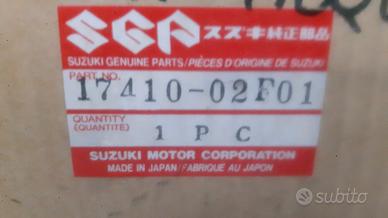 SGP スズキ純正部品
SUZUKI GENUINE PARTS/PIÈCES D'ORIGINE DE SUZUKI
PART NO.
17410-02F01
QUANTITY
(QUANTITÉ)
1 PC
SUZUKI MOTOR CORPORATION
MADE IN JAPAN/FABRIQUÉ AU JAPON
subito